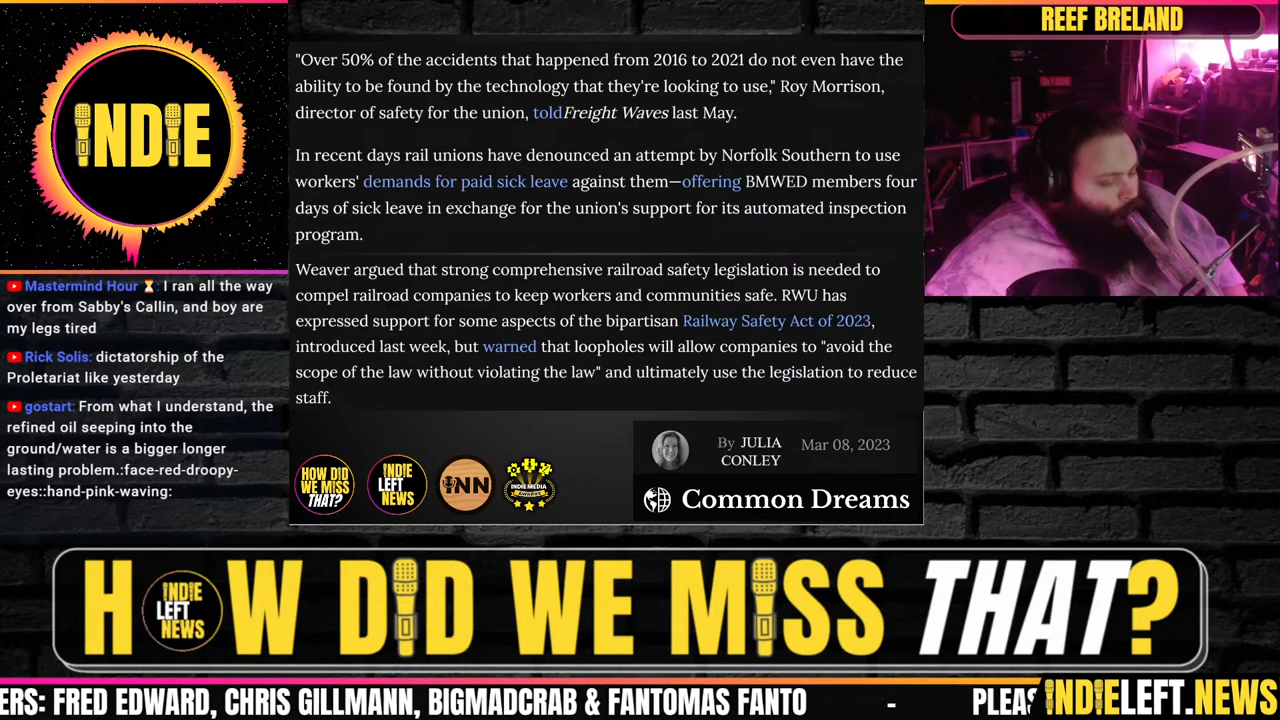 INDIE
REEF BRELAND
"Over 50% of the accidents that happened from 2016 to 2021 do not even have the
ability to be found by the technology that they're looking to use," Roy Morrison,
director of safety for the union, toldFreight Waves last May.
In recent days rail unions have denounced an attempt by Norfolk Southern to use
workers' demands for paid sick leave against them—offering BMWED members four
days of sick leave in exchange for the union's support for its automated inspection
program.
Weaver argued that strong comprehensive railroad safety legislation is needed to
compel railroad companies to keep workers and communities safe. RWU has
expressed support for some aspects of the bipartisan Railway Safety Act of 2023,
introduced last week, but warned that loopholes will allow companies to "avoid the
scope of the law without violating the law" and ultimately use the legislation to reduce
staff.
Mastermind Hour ⏳: I ran all the
way over from Sabby's Callin, and boy are
my legs tired
Rick Solis: dictatorship of the
Proletariat like yesterday
gostart: From what I understand, the
refined oil seeping into the
ground/water is a bigger longer
lasting problem.:face-red-droopy-
eyes::hand-pink-waving:
HOW DID
WE MISS
THAT?
INDIE
LEFT
NEWS
INN
INDIE MEDIA
AWARDS
By JULIA
CONLEY
Mar 08, 2023
Common Dreams
HOW DID WE MISS THAT?
INDIE
LEFT
NEWS
ERS: FRED EDWARD, CHRIS GILLMANN, BIGMADCRAB & FANTOMAS FANTO - PLEAS
INDIELEFT.NEWS